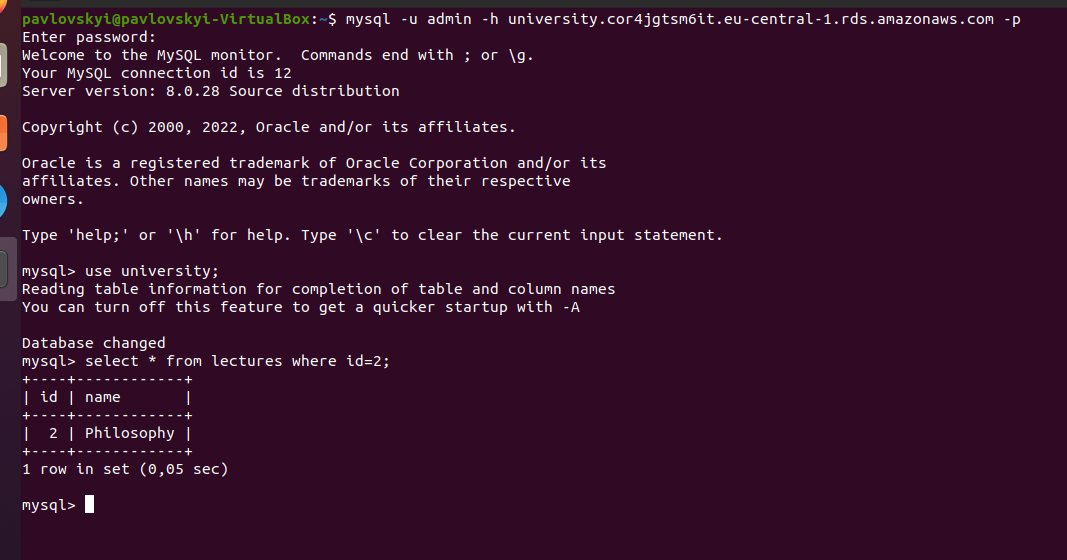 pavlovskyi@pavlovskyi-VirtualBox:~$ mysql -u admin -h university.cor4jgtsm6it.eu-central-1.rds.amazonaws.com -p
Enter password:
Welcome to the MySQL monitor.  Commands end with ; or \g.
Your MySQL connection id is 12
Server version: 8.0.28 Source distribution

Copyright (c) 2000, 2022, Oracle and/or its affiliates.

Oracle is a registered trademark of Oracle Corporation and/or its
affiliates. Other names may be trademarks of their respective
owners.

Type 'help;' or '\h' for help. Type '\c' to clear the current input statement.

mysql> use university;
Reading table information for completion of table and column names
You can turn off this feature to get a quicker startup with -A

Database changed
mysql> select * from lectures where id=2;
+----+------------+
| id | name       |
+----+------------+
|  2 | Philosophy |
+----+------------+
1 row in set (0,05 sec)

mysql>